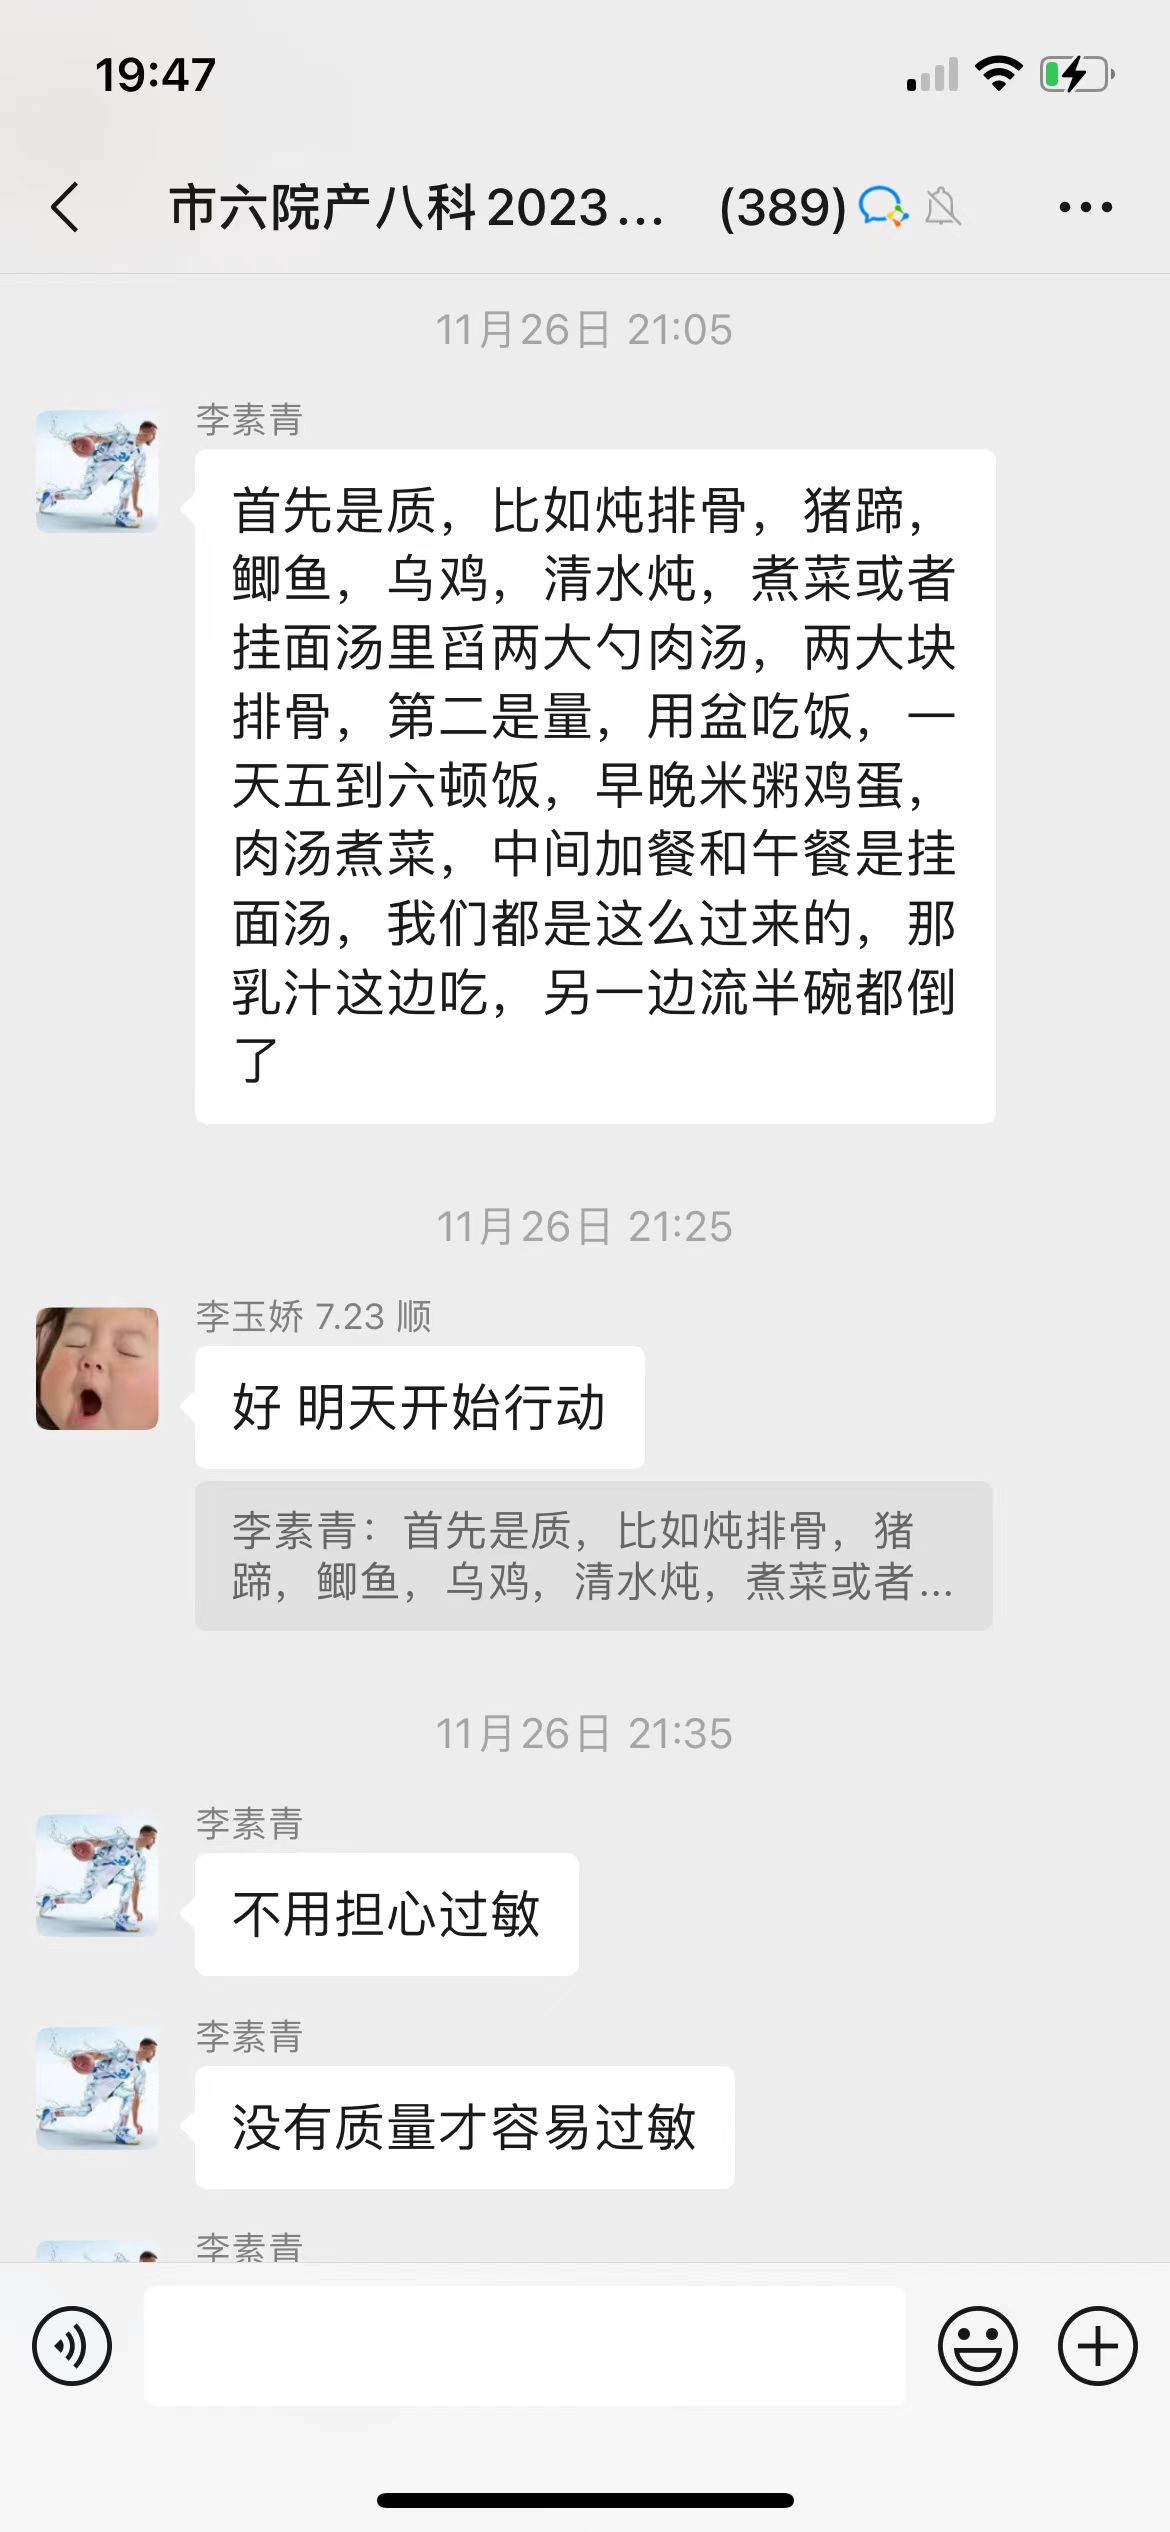 19:47
市六院产八科2023... (389)
11月26日 21:05
李素青
首先是质，比如炖排骨，猪蹄，
鲫鱼，乌鸡，清水炖，煮菜或者
挂面汤里舀两大勺肉汤，两大块
排骨，第二是量，用盆吃饭，一
天五到六顿饭，早晚米粥鸡蛋，
肉汤煮菜，中间加餐和午餐是挂
面汤，我们都是这么过来的，那
乳汁这边吃，另一边流半碗都倒
了
11月26日 21:25
李玉娇 7.23 顺
好 明天开始行动
李素青：首先是质，比如炖排骨，猪
蹄，鲫鱼，乌鸡，清水炖，煮菜或者...
11月26日 21:35
李素青
不用担心过敏
李素青
没有质量才容易过敏
李素青